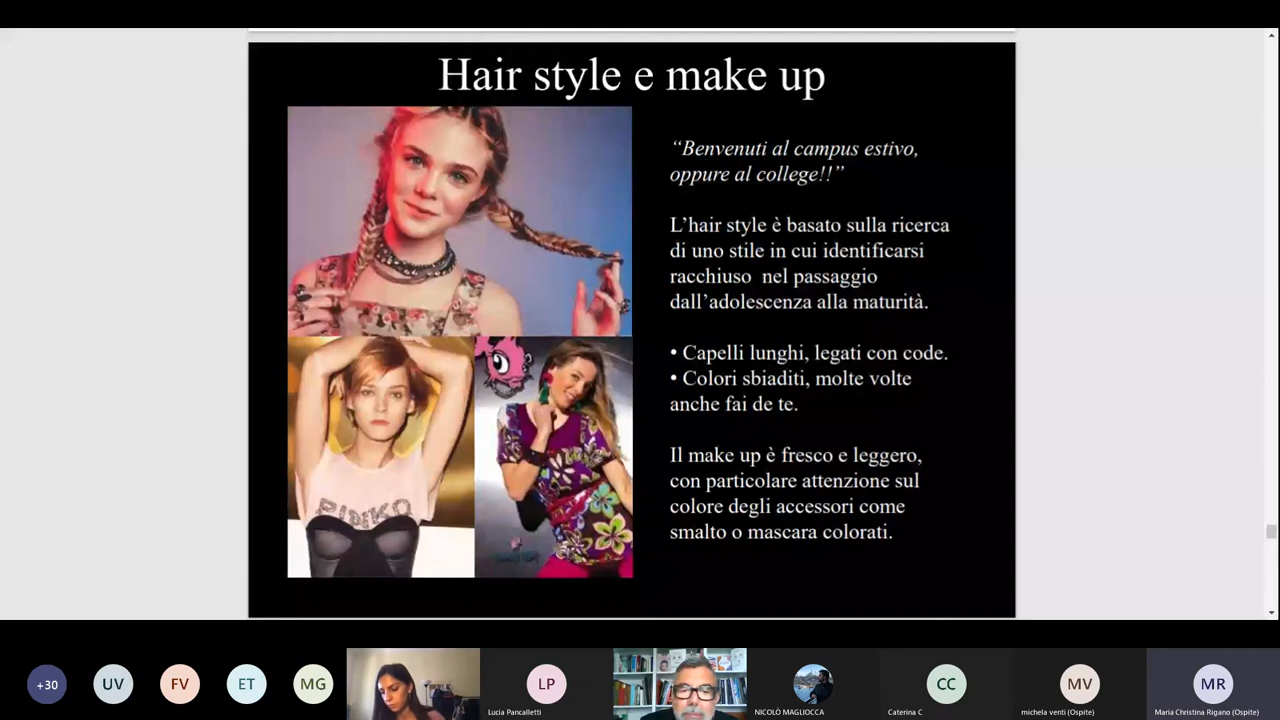 Hair style e make up
“Benvenuti al campus estivo,
oppure al college!!”
L’hair style è basato sulla ricerca
di uno stile in cui identificarsi
racchiuso nel passaggio
dall’adolescenza alla maturità.
• Capelli lunghi, legati con code.
• Colori sbiaditi, molte volte
anche fai de te.
Il make up è fresco e leggero,
con particolare attenzione sul
colore degli accessori come
smalto o mascara colorati.
PINKO
+30
UV
FV
ET
MG
LP
Lucia Pancalletti
NICOLÒ MAGLIOCCA
CC
Caterina C
MV
michela venti (Ospite)
MR
Maria Christina Rigano (Ospite)